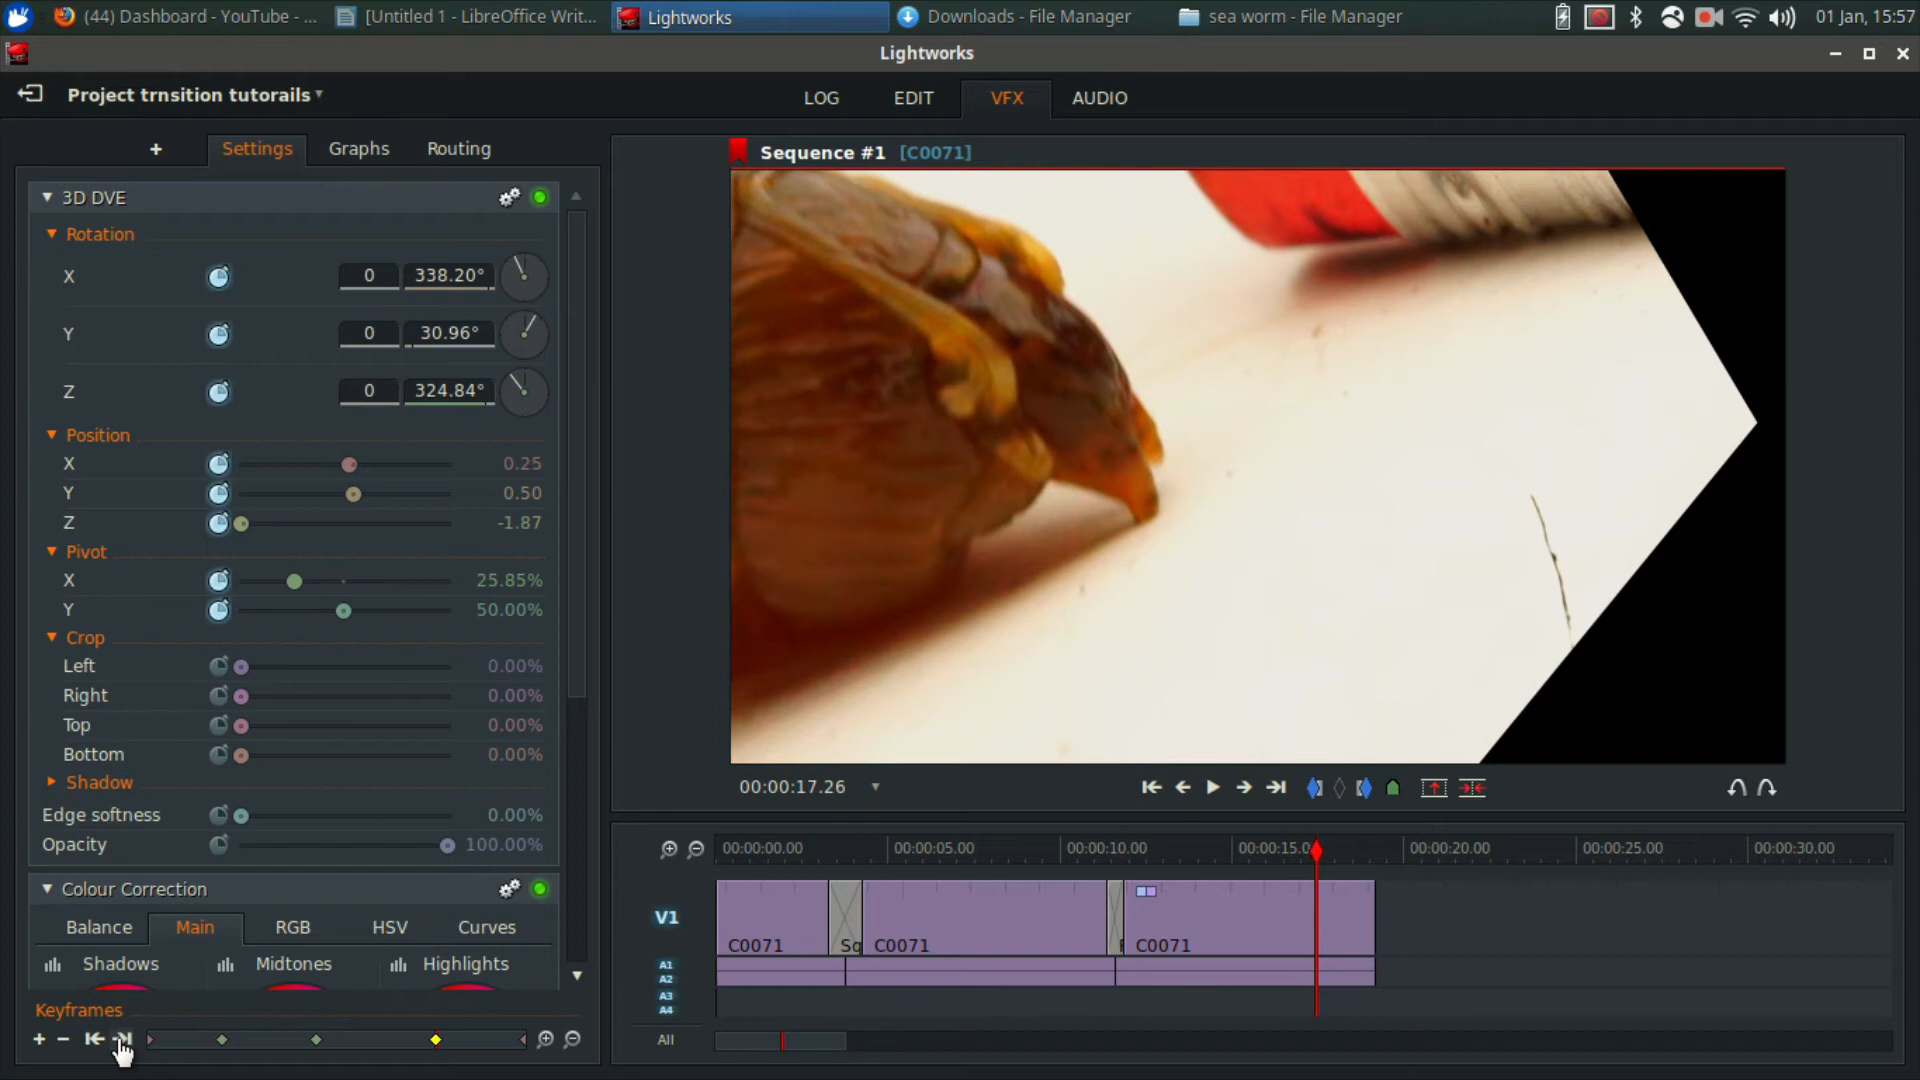 (44) Dashboard - YouTube - ...
[Untitled 1 - LibreOffice Writ...
Lightworks
Downloads - File Manager
sea worm - File Manager
01 Jan, 15:57
Lightworks
Project trnsition tutorails
LOG
EDIT
VFX
AUDIO
+
Settings
Graphs
Routing
Sequence #1 [C0071]
3D DVE
Rotation
X 0 338.20°
Y 0 30.96°
Z 0 324.84°
Position
X 0.25
Y 0.50
Z -1.87
Pivot
X 25.85%
Y 50.00%
Crop
Left 0.00%
Right 0.00%
Top 0.00%
Bottom 0.00%
Shadow
Edge softness 0.00%
Opacity 100.00%
Colour Correction
Balance Main RGB HSV Curves
Shadows Midtones Highlights
Keyframes
00:00:17.26
00:00:00.00 00:00:05.00 00:00:10.00 00:00:15.0 00:00:20.00 00:00:25.00 00:00:30.00
V1
C0071 Sq C0071 C0071
A1
A2
A3
A4
All